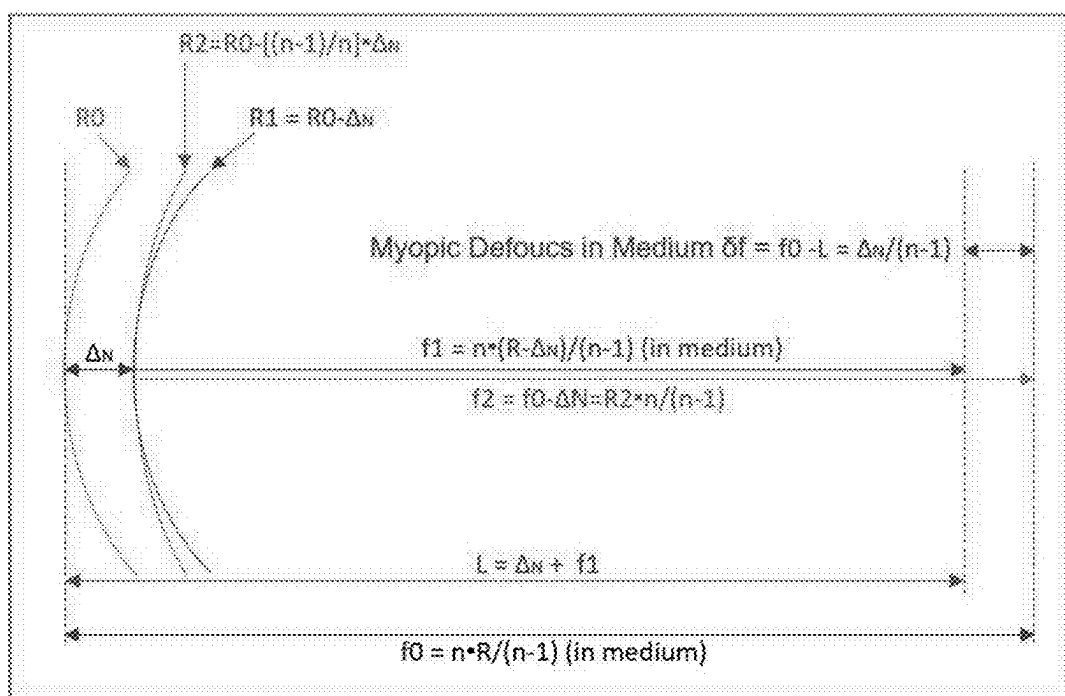 R2=R0-[(n-1)/n]•ΔN
R0
R1 = R0-ΔN
Myopic Defoucs in Medium δf = f0 -L = ΔN/(n-1)
ΔN
f1 = n•(R-ΔN)/(n-1) (in medium)
f2 = f0-ΔN=R2•n/(n-1)
L = ΔN + f1
f0 = n•R/(n-1) (in medium)